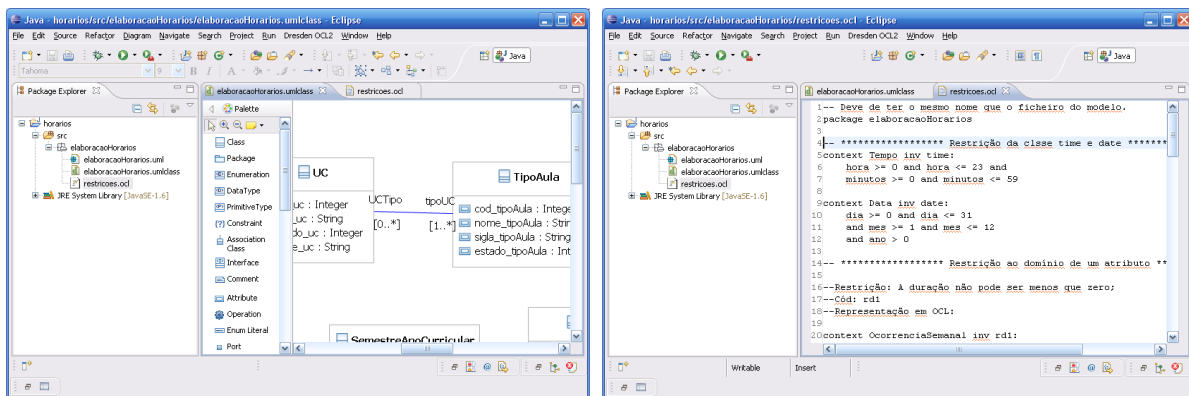 Java - horarios/src/elaboracaoHorarios/elaboracaoHorarios.umlclass - Eclipse
File Edit Source Refactor Diagram Navigate Search Project Run Dresden OCL2 Window Help
Java
Tahoma 9 B I A
Package Explorer
elaboracaoHorarios.umlclass restricoes.ocl
horarios
src
elaboracaoHorarios
elaboracaoHorarios.uml
elaboracaoHorarios.umlclass
restricoes.ocl
JRE System Library [JavaSE-1.6]
Palette
Class
Package
Enumeration
DataType
PrimitiveType
Constraint
Association
Class
Interface
Comment
Attribute
Operation
Enum Literal
Port
UC
uc : Integer
_uc : String
do_uc : Integer
e_uc : String
UCTipo
tipoUC
[0..*]
[1..*]
TipoAula
cod_tipoAula : Intege
nome_tipoAula : Strin
sigla_tipoAula : String
estado_tipoAula : Int
SemestreAnoCurricular
Java - horarios/src/elaboracaoHorarios/restricoes.ocl - Eclipse
File Edit Source Refactor Navigate Search Project Run Dresden OCL2 Window Help
Java
Package Explorer
elaboracaoHorarios.umlclass restricoes.ocl
horarios
src
elaboracaoHorarios
elaboracaoHorarios.uml
elaboracaoHorarios.umlclass
restricoes.ocl
JRE System Library [JavaSE-1.6]
1-- Deve de ter o mesmo nome que o ficheiro do modelo.
2package elaboracaoHorarios
3
4-- ***************** Restrição da clsse time e date *******
5context Tempo inv time:
6 hora >= 0 and hora <= 23 and
7 minutos >= 0 and minutos <= 59
8
9context Data inv date:
10 dia >= 0 and dia <= 31
11 and mes >= 1 and mes <= 12
12 and ano > 0
13
14-- ***************** Restrição ao domínio de um atributo **
15
16--Restrição: A duração não pode ser menos que zero;
17--Cód: rd1
18--Representação em OCL:
19
20context OcorrenciaSemanal inv rd1:
Writable Insert